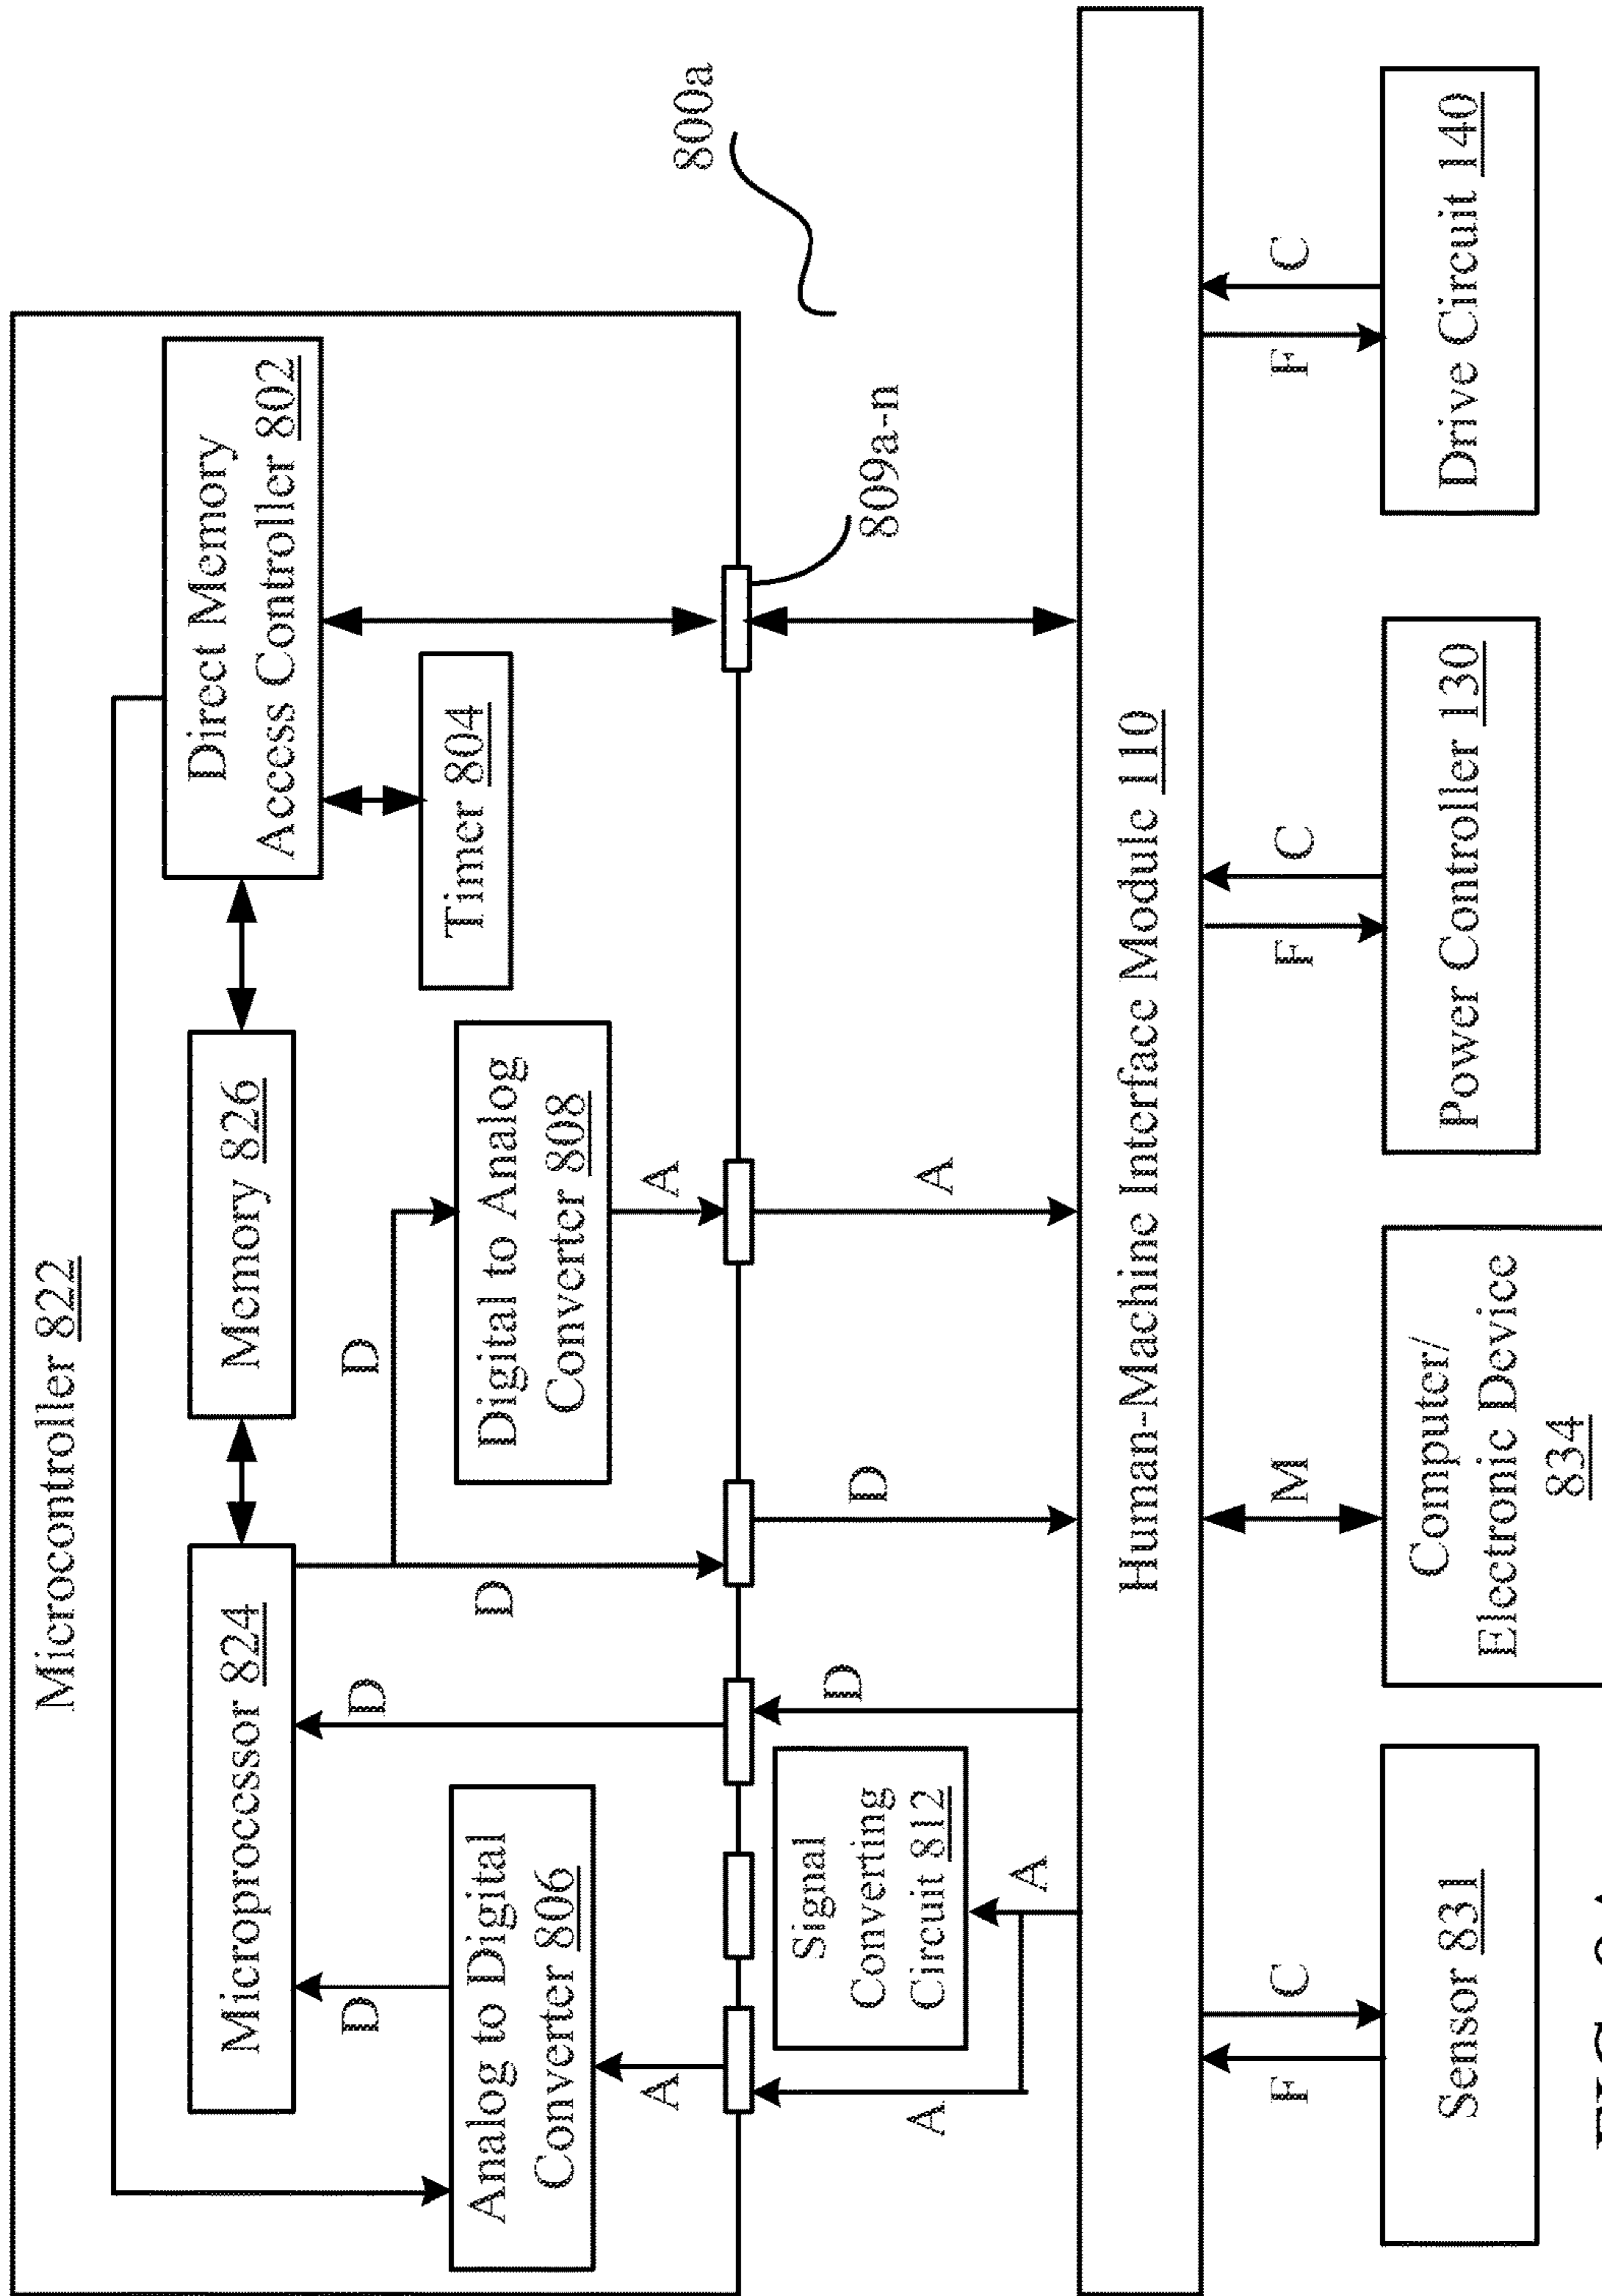 Microcontroller 822
Microprocessor 824
Memory 826
Direct Memory
Access Controller 802
D
D
D
D
Analog to Digital
Converter 806
Digital to Analog
Converter 808
Timer 804
A
A
800a
809a-n
A
D
D
A
Signal
Converting
Circuit 812
A
Human-Machine Interface Module 110
F
C
M
F
C
F
C
Sensor 831
Computer/
Electronic Device
834
Power Controller 130
Drive Circuit 140